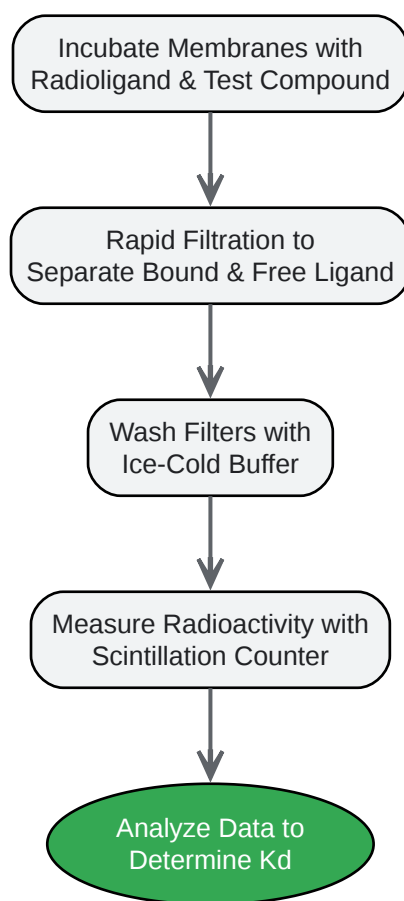 Incubate Membranes with
Radioligand & Test Compound
Rapid Filtration to
Separate Bound & Free Ligand
Wash Filters with
Ice-Cold Buffer
Measure Radioactivity with
Scintillation Counter
Analyze Data to
Determine Kd